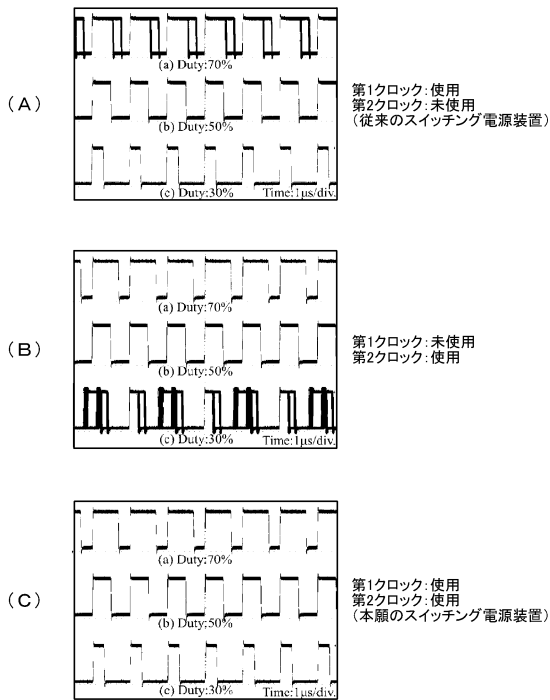 (a) Duty:70%
(A)
(b) Duty:50%
第1クロック：使用
第2クロック：未使用
（従来のスイッチング電源装置）
(c) Duty:30% Time:1μs/div.
(a) Duty:70%
(B)
(b) Duty:50%
第1クロック：未使用
第2クロック：使用
(c) Duty:30% Time:1μs/div.
(a) Duty:70%
(C)
(b) Duty:50%
第1クロック：使用
第2クロック：使用
（本願のスイッチング電源装置）
(c) Duty:30% Time:1μs/div.